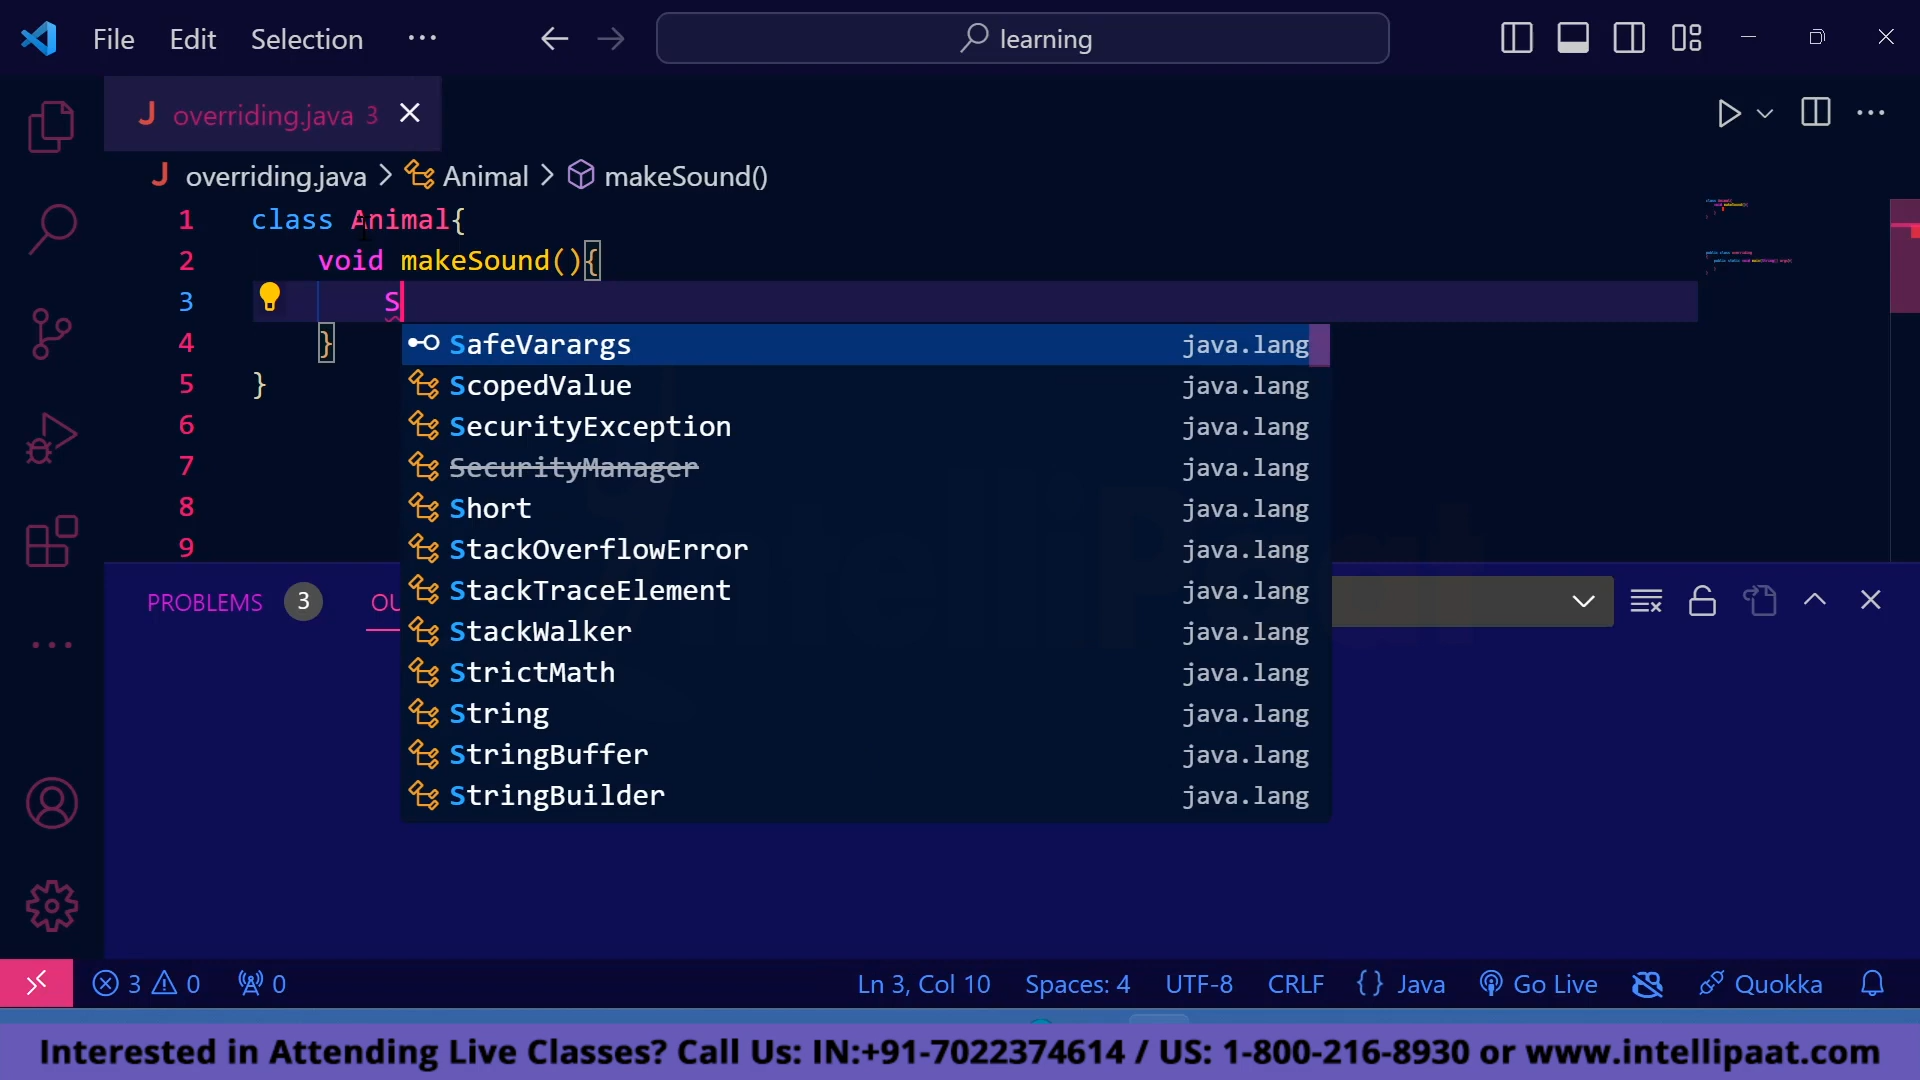 File Edit Selection ··· learning
J overriding.java 3
J overriding.java > Animal > makeSound()
1 class Animal{
2 void makeSound(){
3 S
4 }
5 }
6
7
8
9
SafeVarargs java.lang
ScopedValue java.lang
SecurityException java.lang
SecurityManager java.lang
Short java.lang
StackOverflowError java.lang
StackTraceElement java.lang
StackWalker java.lang
StrictMath java.lang
String java.lang
StringBuffer java.lang
StringBuilder java.lang
PROBLEMS 3 OU
3 0 0 Ln 3, Col 10 Spaces: 4 UTF-8 CRLF {} Java Go Live Quokka
Interested in Attending Live Classes? Call Us: IN:+91-7022374614 / US: 1-800-216-8930 or www.intellipaat.com